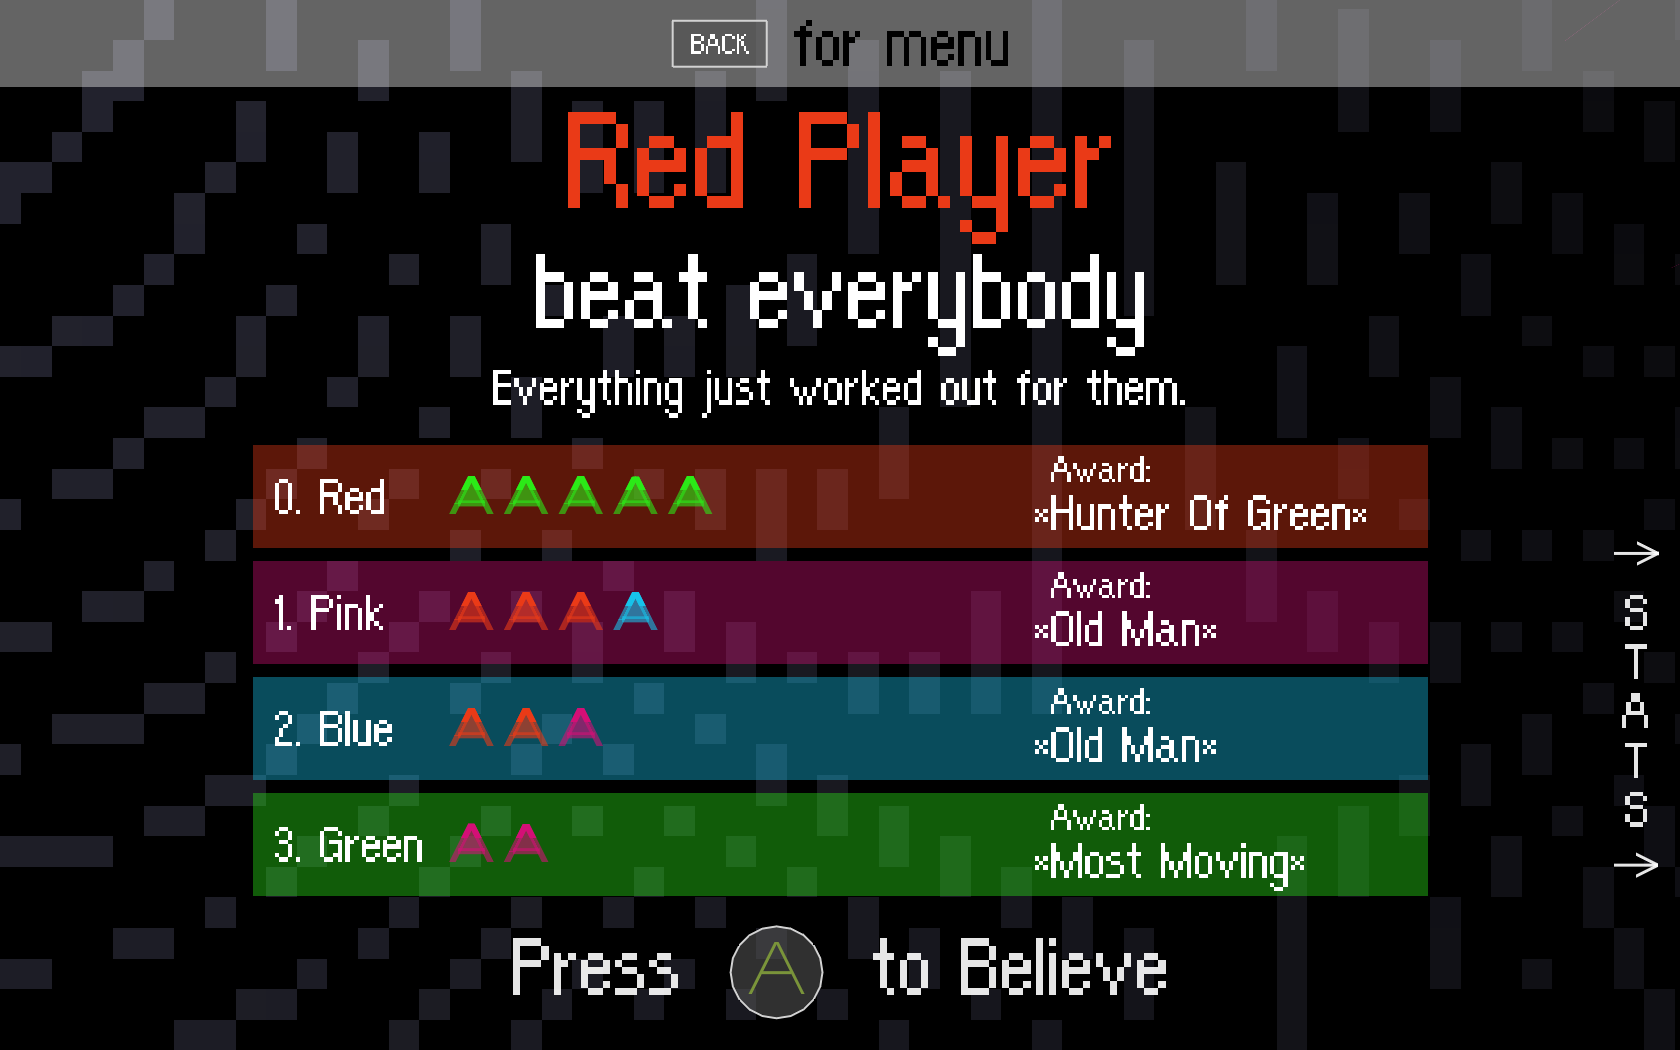 BACK for menu
Red Player
beat everybody
Everything just worked out for them.
0. Red A A A A A Award:
×Hunter Of Green×
1. Pink A A A A Award:
×Old Man×
2. Blue A A A Award:
×Old Man×
3. Green A A Award:
×Most Moving×
→ STATS →
Press A to Believe